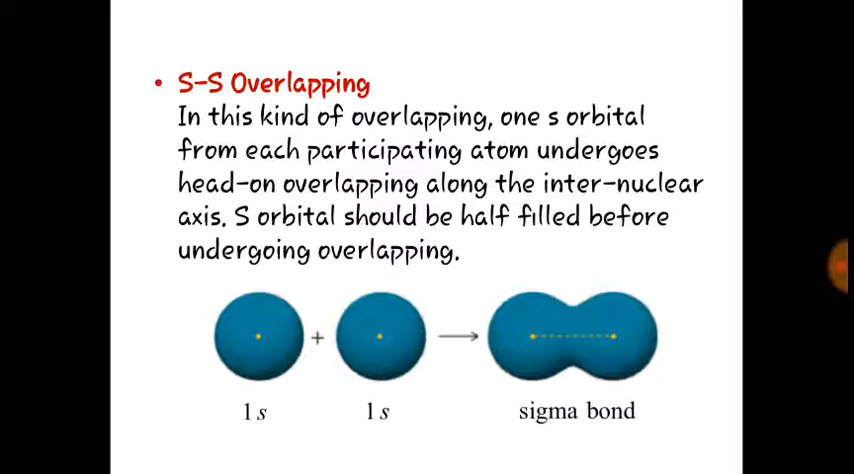 • S-S Overlapping
In this kind of overlapping, one s orbital
from each participating atom undergoes
head-on overlapping along the inter-nuclear
axis. S orbital should be half filled before
undergoing overlapping.
+
1s 1s sigma bond